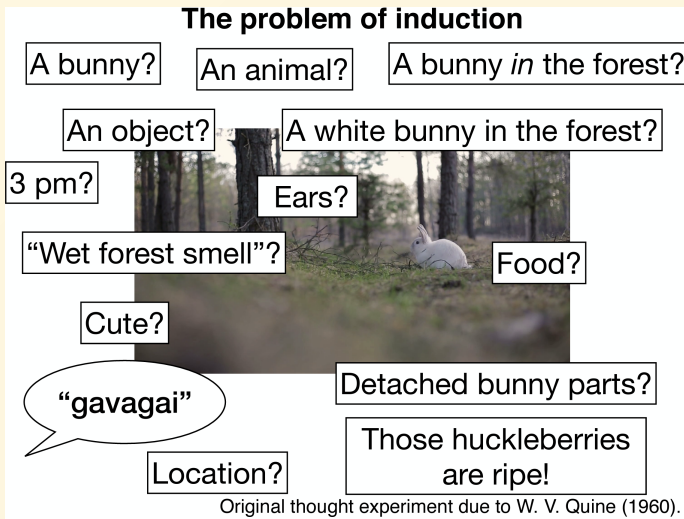 The problem of induction
A bunny?
An animal?
A bunny in the forest?
An object?
A white bunny in the forest?
3 pm?
Ears?
“Wet forest smell”?
Food?
Cute?
“gavagai”
Detached bunny parts?
Those huckleberries
are ripe!
Location?
Original thought experiment due to W. V. Quine (1960).